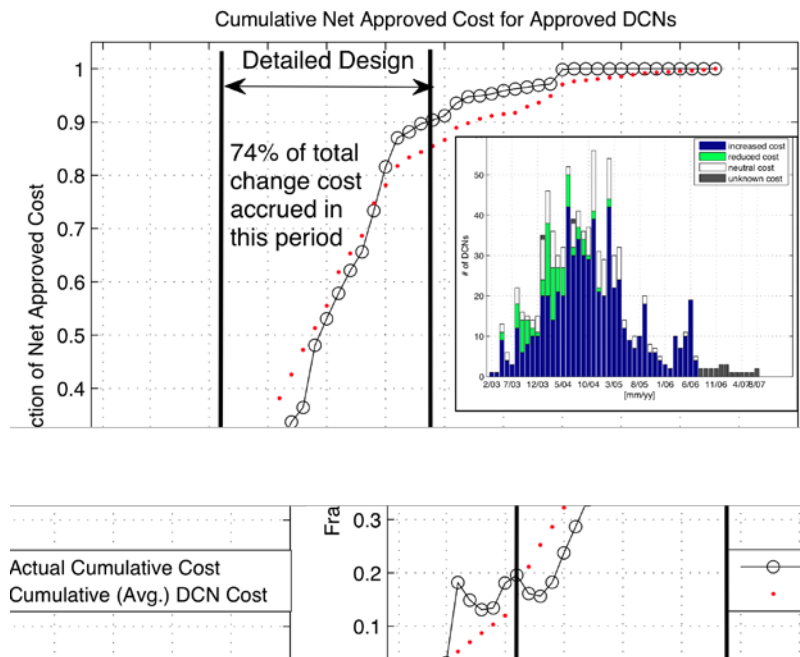 Cumulative Net Approved Cost for Approved DCNs
Detailed Design
74% of total
change cost
accrued in
this period
ction of Net Approved Cost
1
0.9
0.8
0.7
0.6
0.5
0.4
increased cost
reduced cost
neutral cost
unknown cost
# of DCNs
50
40
30
20
10
0
2/03 7/03 12/03 5/04 10/04 3/05 8/05 1/06 6/06 11/06 4/07 8/07
[mm/yy]
Actual Cumulative Cost
Cumulative (Avg.) DCN Cost
Fra
0.3
0.2
0.1